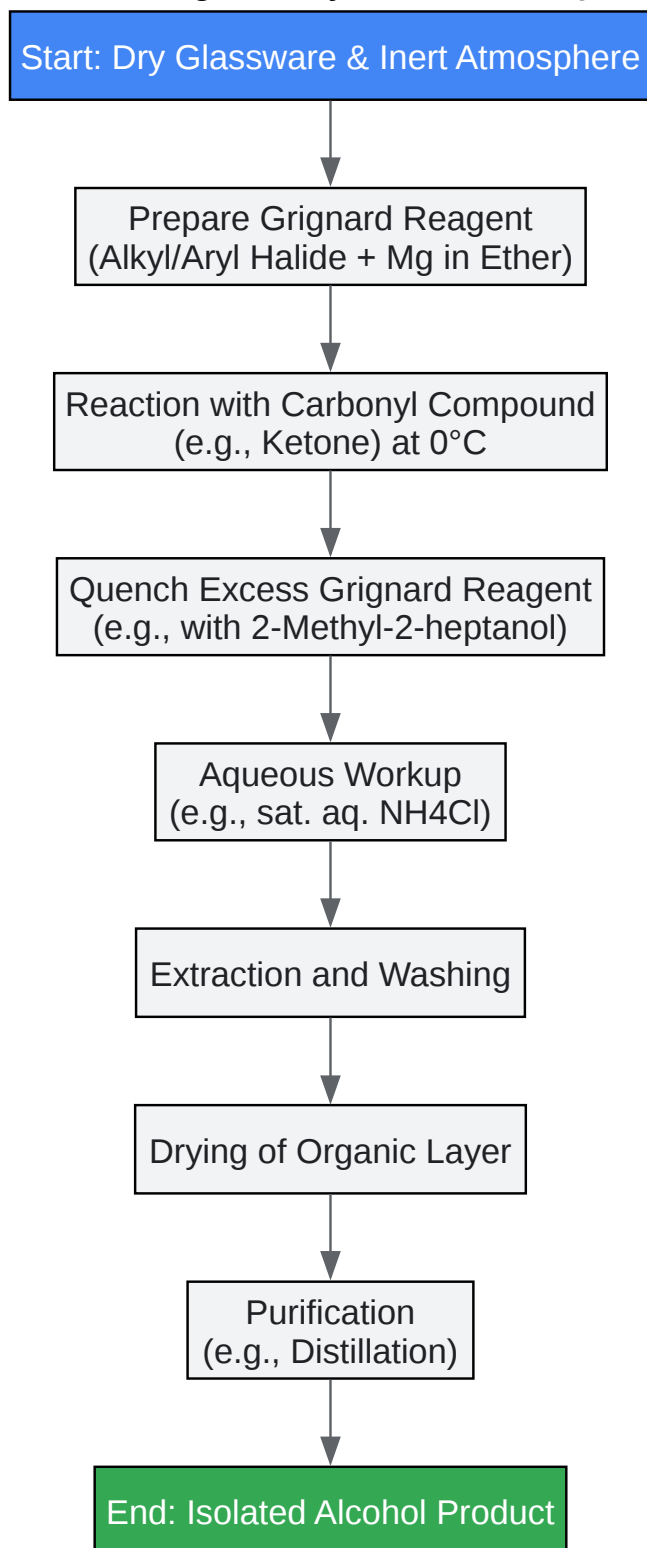 Start: Dry Glassware & Inert Atmosphere
Prepare Grignard Reagent
(Alkyl/Aryl Halide + Mg in Ether)
Reaction with Carbonyl Compound
(e.g., Ketone) at 0°C
Quench Excess Grignard Reagent
(e.g., with 2-Methyl-2-heptanol)
Aqueous Workup
(e.g., sat. aq. NH4Cl)
Extraction and Washing
Drying of Organic Layer
Purification
(e.g., Distillation)
End: Isolated Alcohol Product